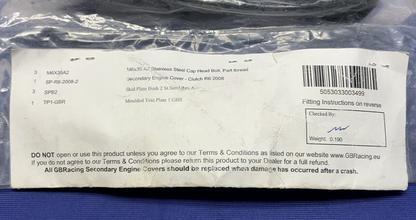 3 M6X35A2 M6x35 A2 Stainless Steel Cap Head Bolt, Part thread
1 SP-R6-2008-2 Secondary Engine Cover - Clutch R6 2008
3 SPB2 Skid Plate Bush 2
1 TP1-GBR Moulded Text Plate 1 GBR
5053033003499
Fitting Instructions on reverse
Checked By:
Weight: 0.190
DO NOT open or use this product unless you agree to our Terms & Conditions as listed on our website www.GBRacing.eu
If you do not agree to our Terms & Conditions please return this product to your Dealer for a full refund.
All GBRacing Secondary Engine Covers should be replaced when damage has occurred after a crash.